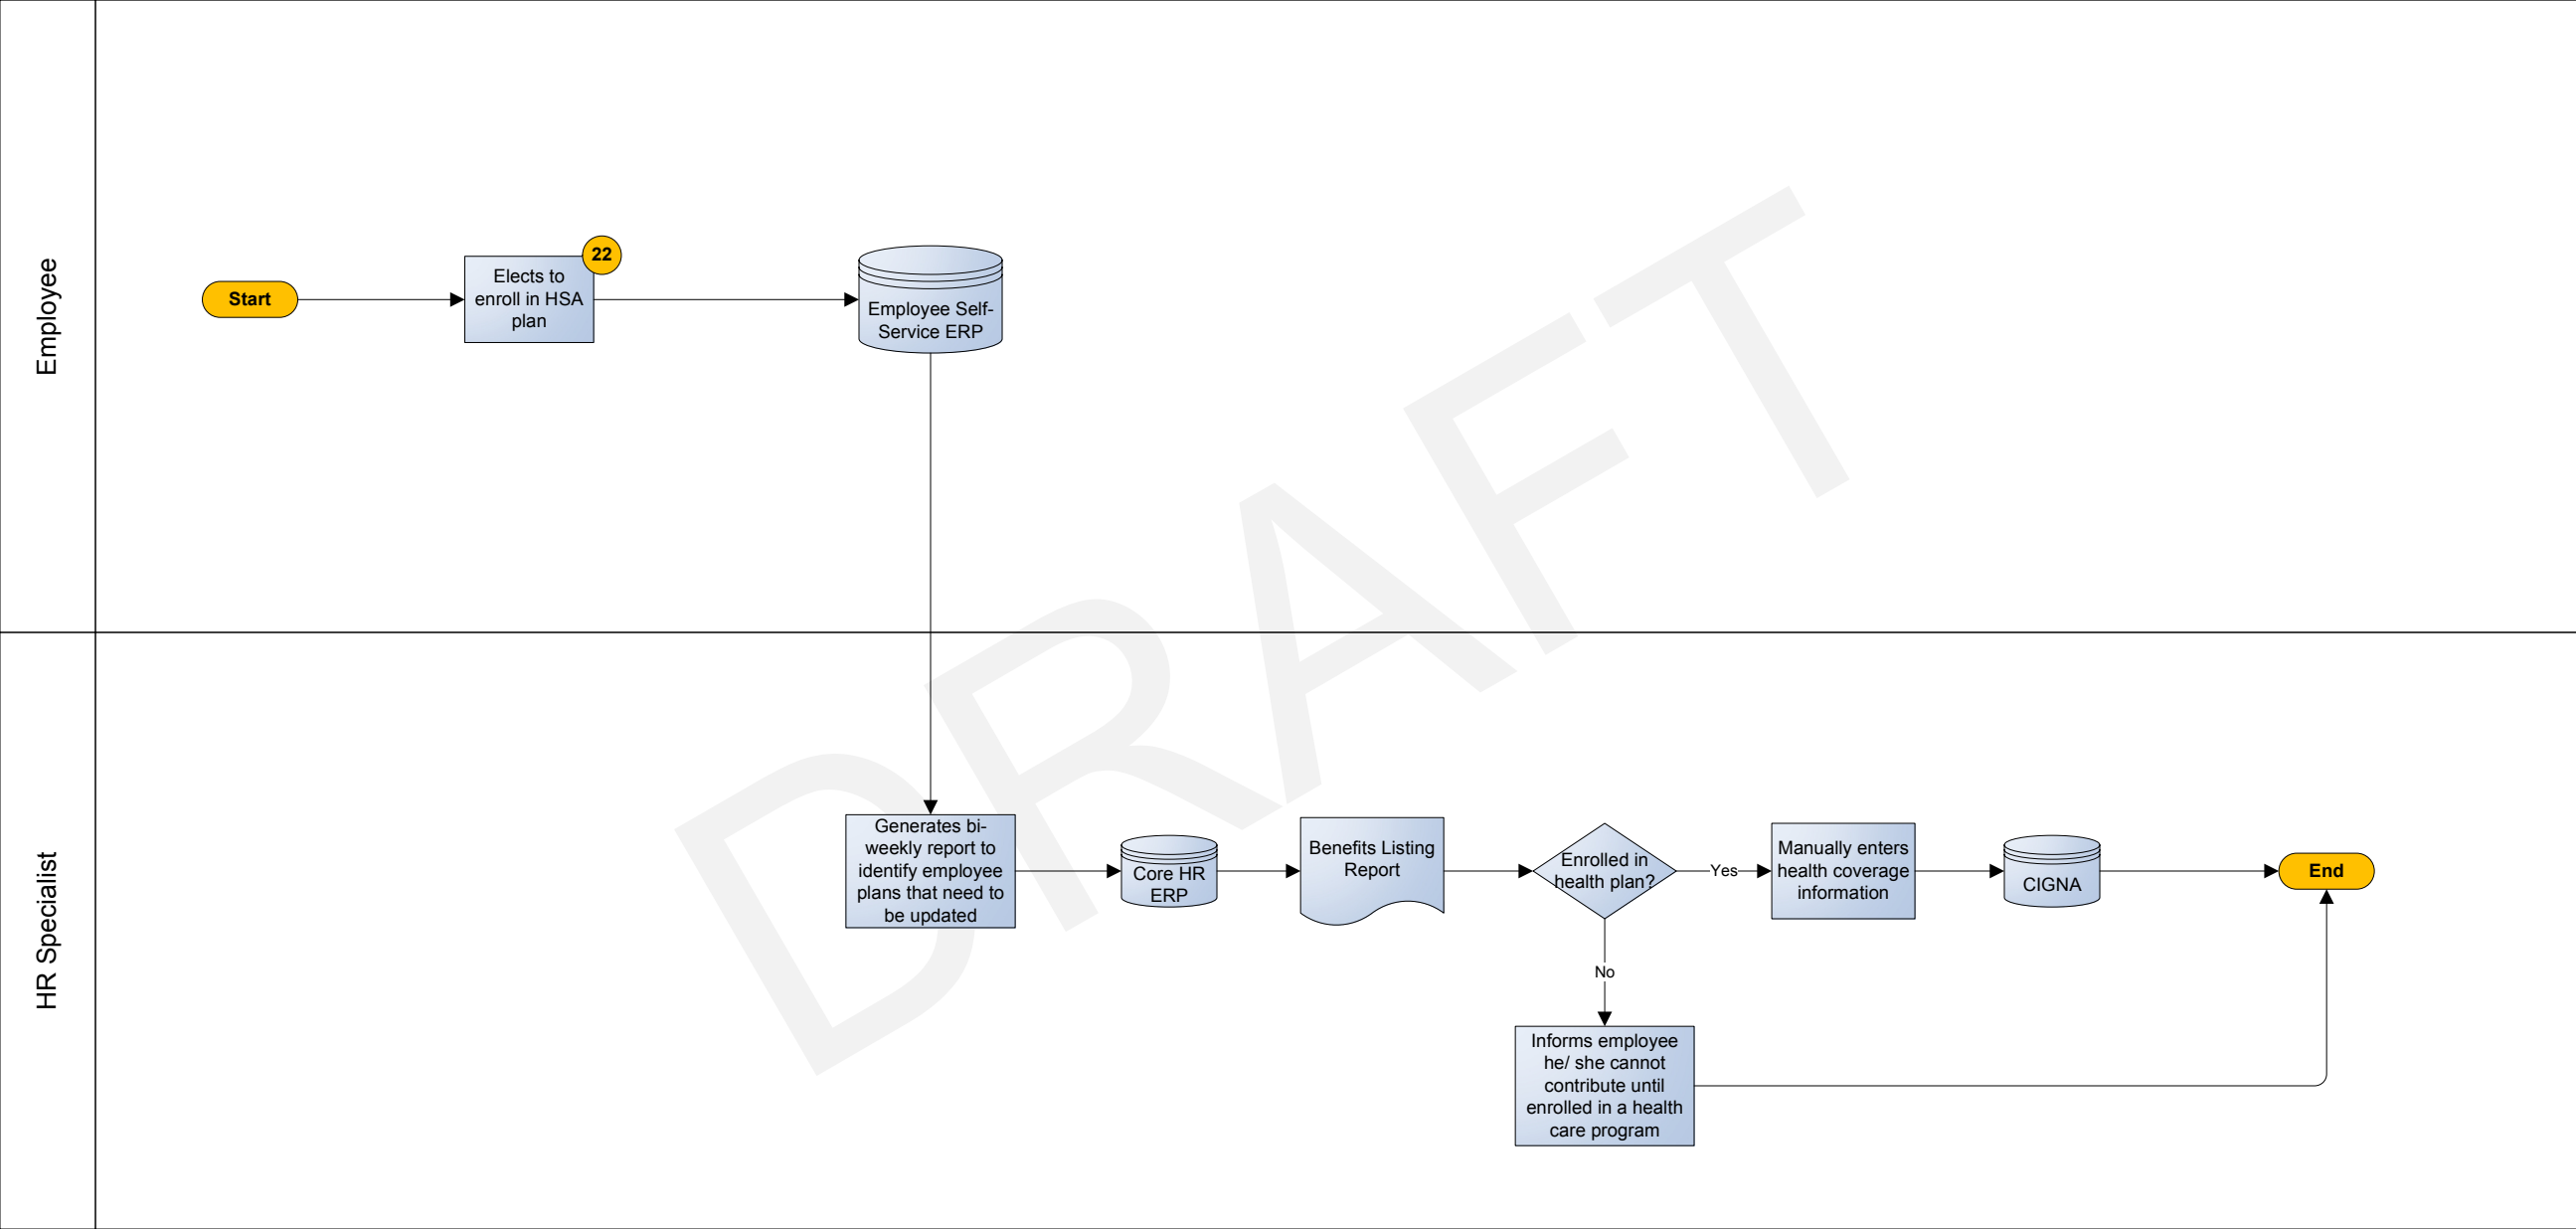 Employee
Start
Elects to
enroll in HSA
plan
22
Employee Self-
Service ERP
DRAFT
HR Specialist
Generates bi-
weekly report to
identify employee
plans that need to
be updated
Core HR
ERP
Benefits Listing
Report
Enrolled in
health plan?
Yes
Manually enters
health coverage
information
CIGNA
End
No
Informs employee
he/ she cannot
contribute until
enrolled in a health
care program